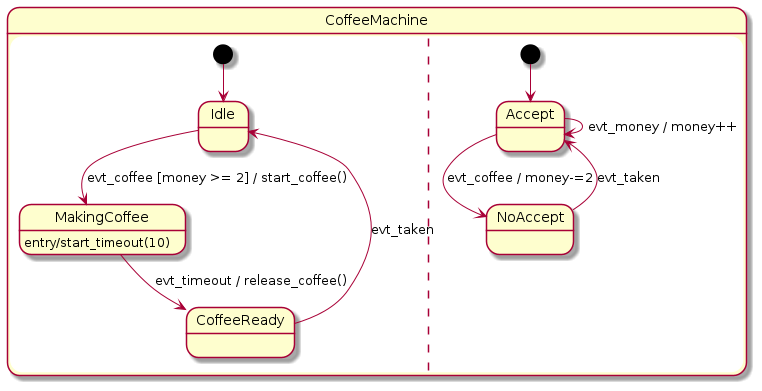 CoffeeMachine
Idle
evt_coffee [money >= 2] / start_coffee()
MakingCoffee
entry/start_timeout(10)
evt_taken
evt_timeout / release_coffee()
CoffeeReady
Accept
evt_money / money++
evt_coffee / money-=2
evt_taken
NoAccept